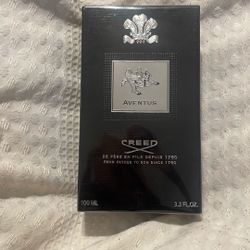 AVENTUS
CREED
DE PÈRE EN FILS DEPUIS 1760
FROM FATHER TO SON SINCE 1760
100 ML 3.3 FL.OZ.